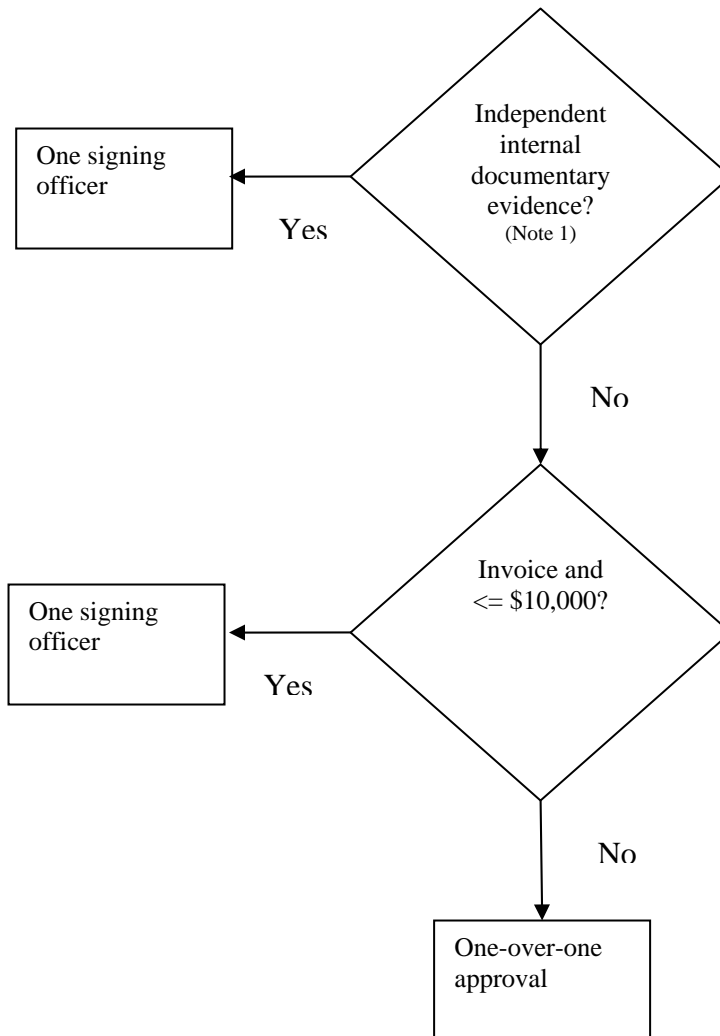 Independent
internal
documentary
evidence?
(Note 1)
One signing
officer
Yes
No
Invoice and
<= $10,000?
One signing
officer
Yes
No
One-over-one
approval